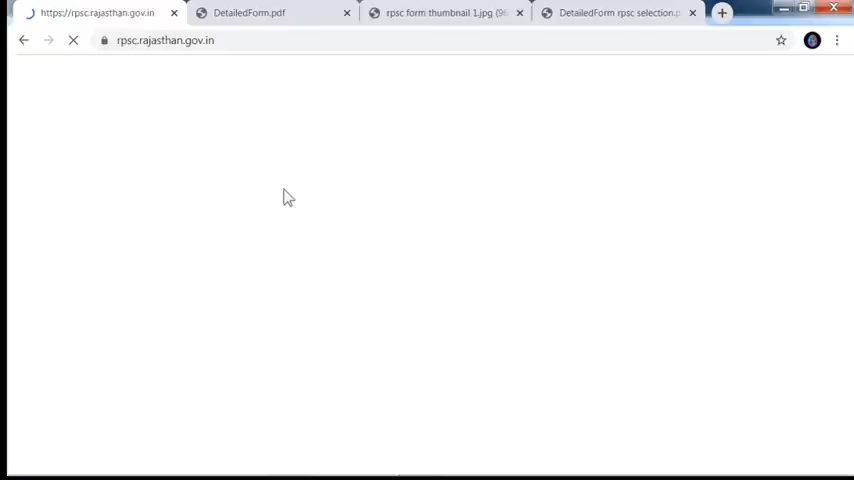 https://rpsc.rajasthan.gov.in
DetailedForm.pdf
rpsc form thumbnail 1.jpg (96
DetailedForm rpsc selection.p
rpsc.rajasthan.gov.in